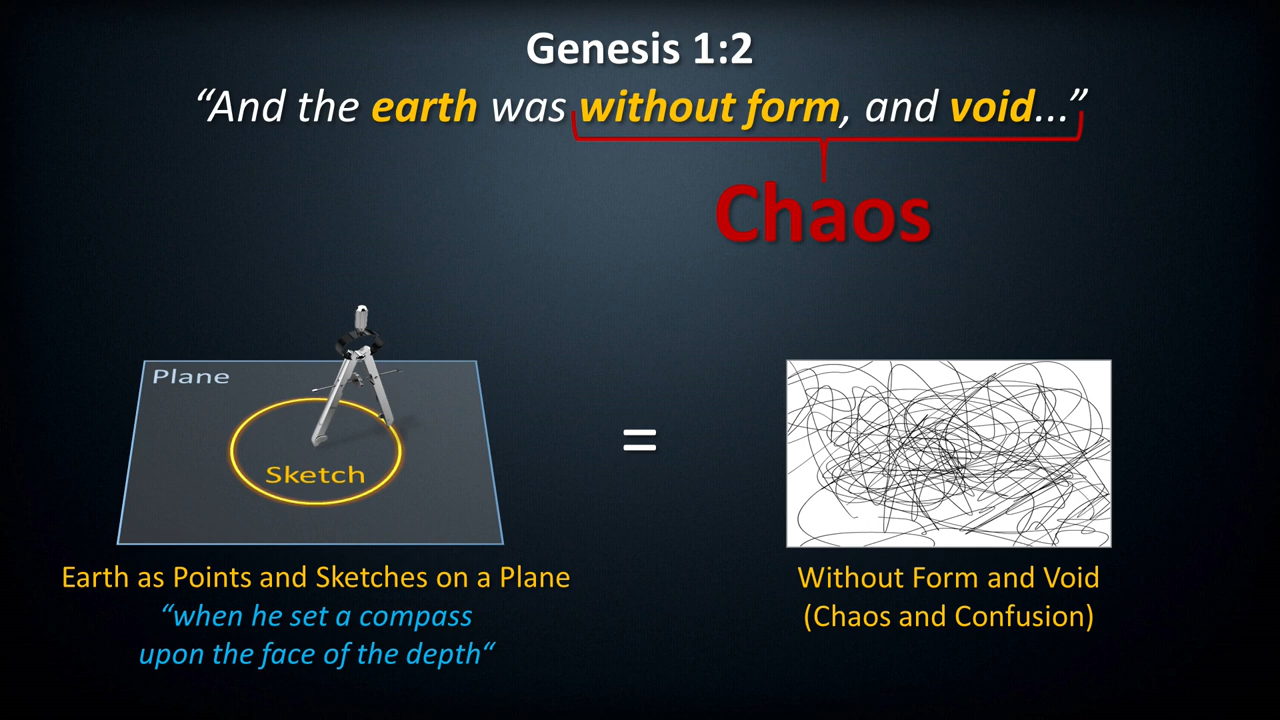 Genesis 1:2
“And the earth was without form, and void...”
Chaos
Plane
Sketch
=
Earth as Points and Sketches on a Plane
“when he set a compass
upon the face of the depth“
Without Form and Void
(Chaos and Confusion)